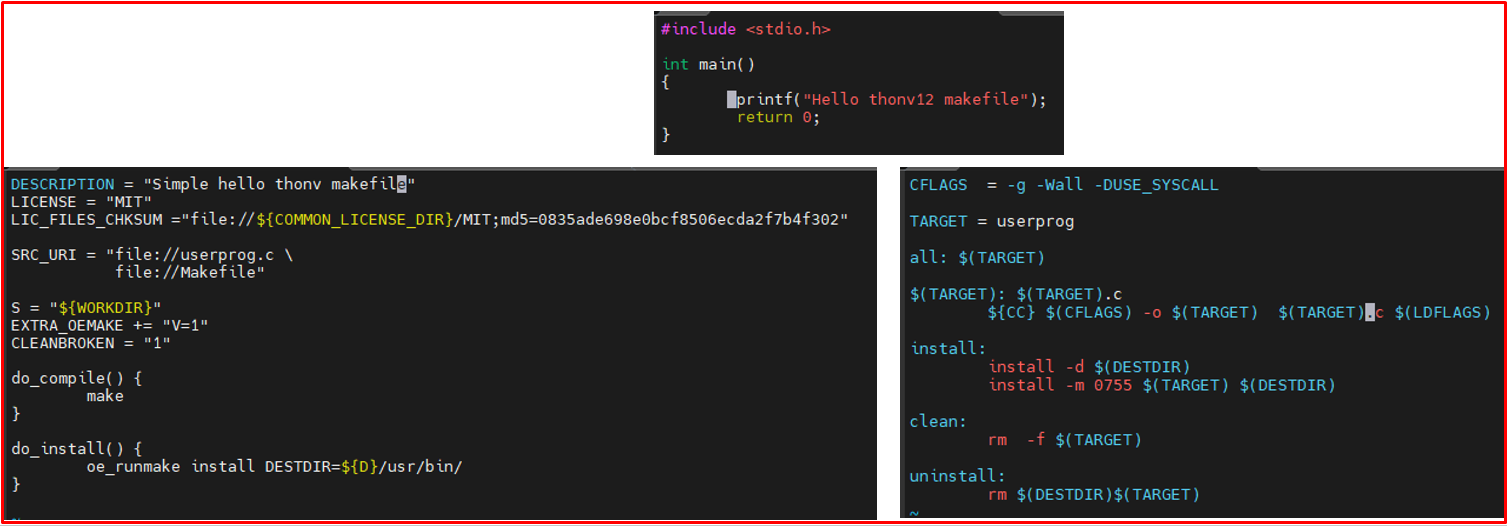 #include <stdio.h>
int main()
{
printf("Hello thonv12 makefile");
return 0;
}
DESCRIPTION = "Simple hello thonv makefile"
LICENSE = "MIT"
LIC_FILES_CHKSUM ="file://${COMMON_LICENSE_DIR}/MIT;md5=0835ade698e0bcf8506ecda2f7b4f302"
SRC_URI = "file://userprog.c \
file://Makefile"
S = "${WORKDIR}"
EXTRA_OEMAKE += "V=1"
CLEANBROKEN = "1"
do_compile() {
make
}
do_install() {
oe_runmake install DESTDIR=${D}/usr/bin/
}
CFLAGS  = -g -Wall -DUSE_SYSCALL
TARGET = userprog
all: $(TARGET)
$(TARGET): $(TARGET).c
${CC} $(CFLAGS) -o $(TARGET)  $(TARGET).c $(LDFLAGS)
install:
install -d $(DESTDIR)
install -m 0755 $(TARGET) $(DESTDIR)
clean:
rm  -f $(TARGET)
uninstall:
rm $(DESTDIR)$(TARGET)
~